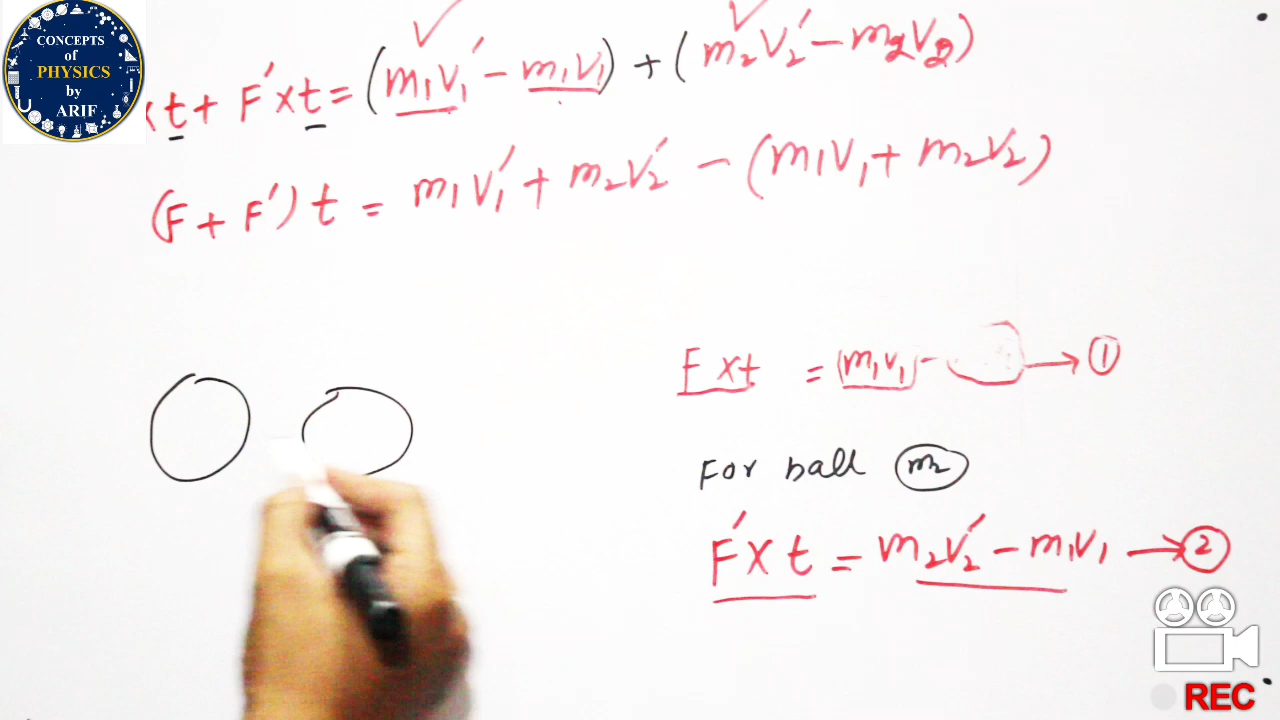 CONCEPTS
of
PHYSICS
by
ARIF
x t + F' x t = (m₁v₁' - m₁v₁) + (m₂v₂' - m₂v₂)
(F + F') t = m₁v₁' + m₂v₂' - (m₁v₁ + m₂v₂)
F x t = m₁v₁ - → ①
For ball m₂
F' x t = m₂v₂' - m₁v₁ → ②
REC